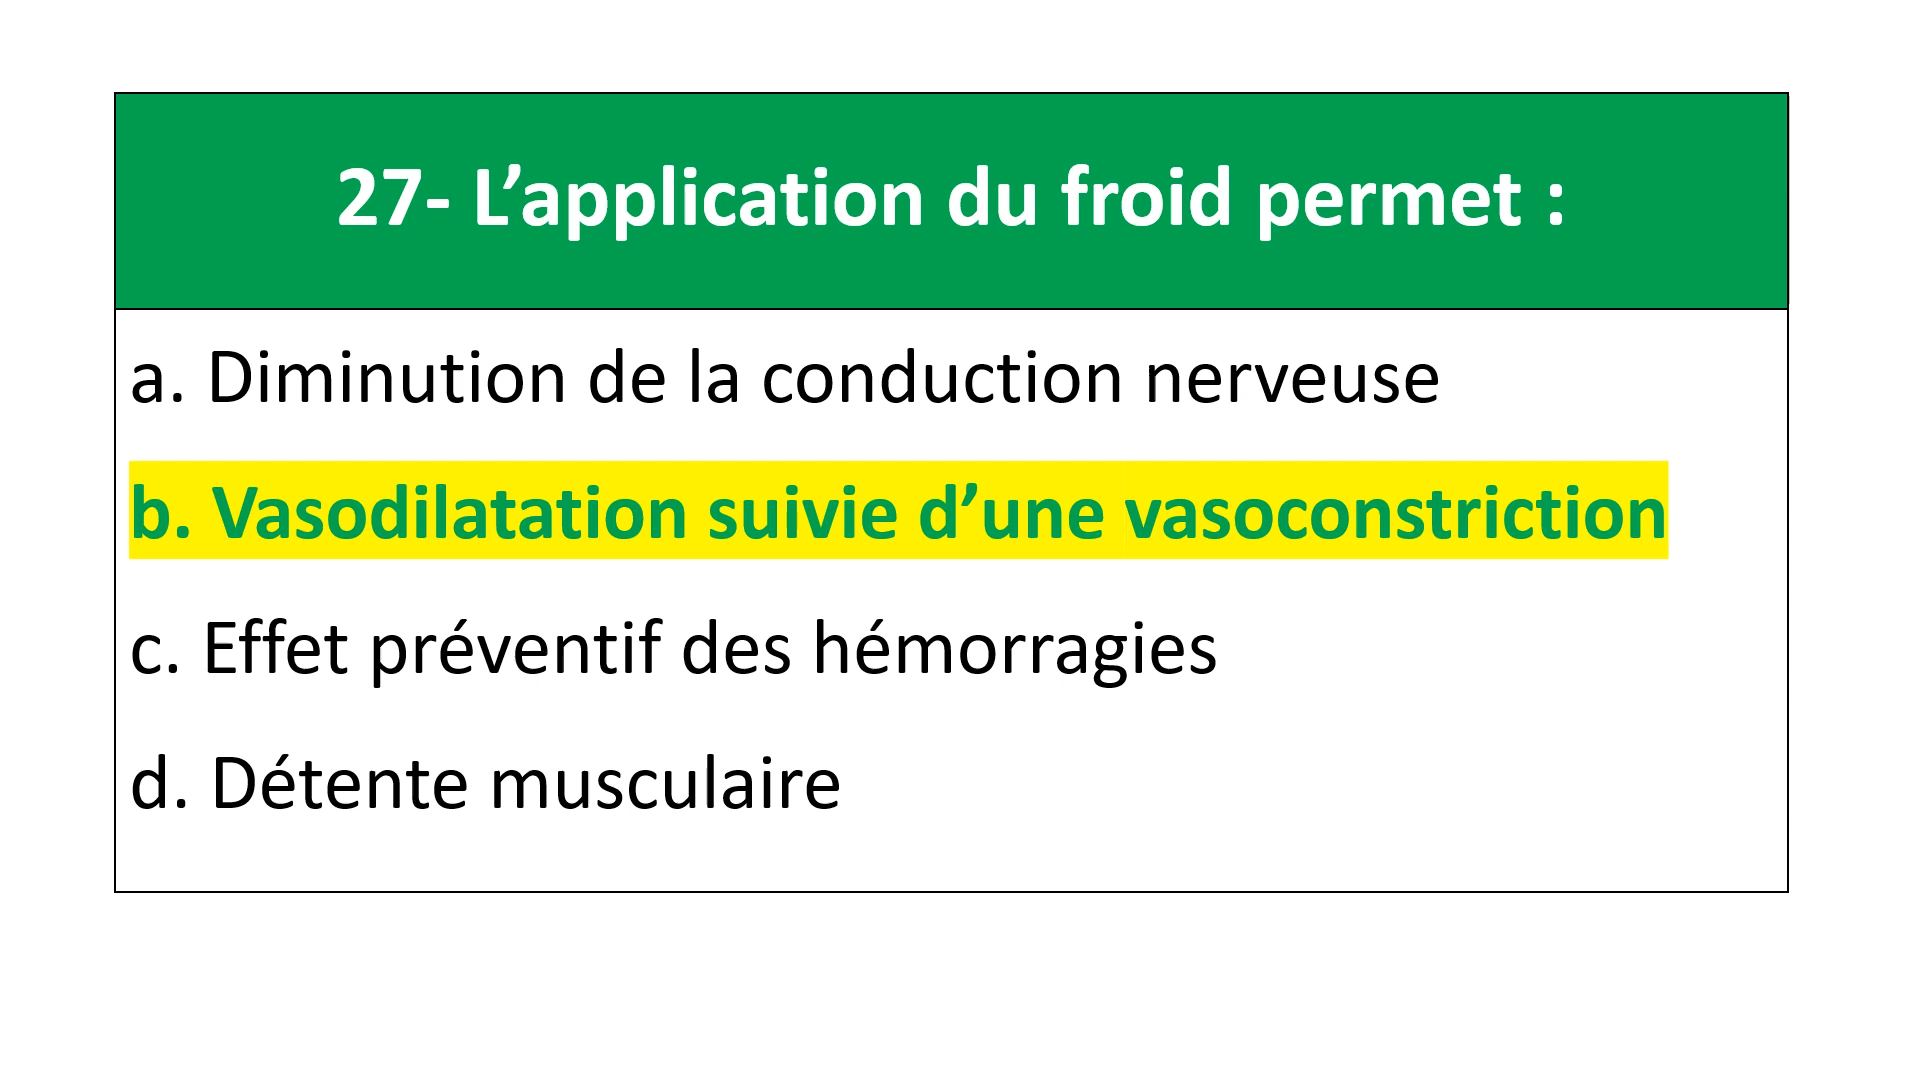 27- L’application du froid permet :
a. Diminution de la conduction nerveuse
b. Vasodilatation suivie d’une vasoconstriction
c. Effet préventif des hémorragies
d. Détente musculaire